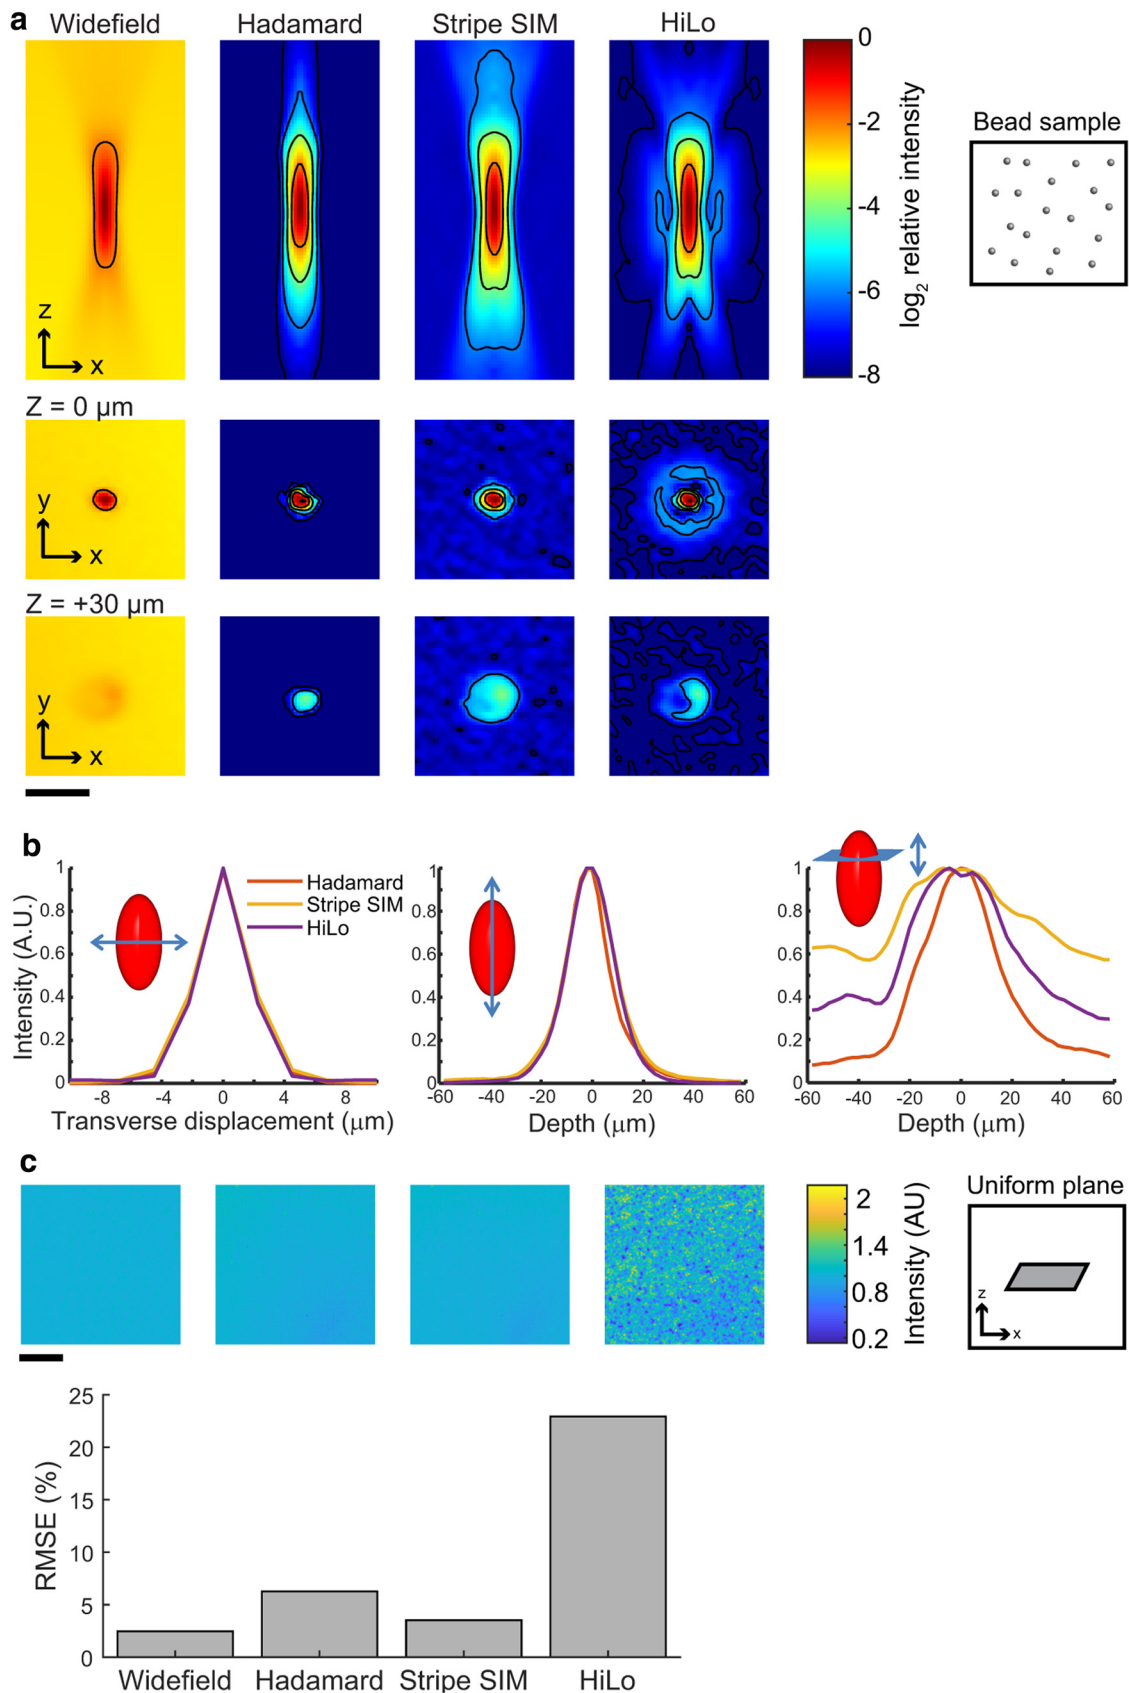 a
Widefield
Hadamard
Stripe SIM
HiLo
0
-2
-4
-6
-8
log2 relative intensity
Bead sample
z
x
Z = 0 µm
y
x
Z = +30 µm
y
x
b
Intensity (A.U.)
1
0.8
0.6
0.4
0.2
0
-8
-4
0
4
8
Transverse displacement (µm)
Hadamard
Stripe SIM
HiLo
1
0.8
0.6
0.4
0.2
0
-60
-40
-20
0
20
40
60
Depth (µm)
1
0.8
0.6
0.4
0.2
0
-60
-40
-20
0
20
40
60
Depth (µm)
c
2
1.4
0.8
0.2
Intensity (AU)
Uniform plane
z
x
RMSE (%)
25
20
15
10
5
0
Widefield
Hadamard
Stripe SIM
HiLo